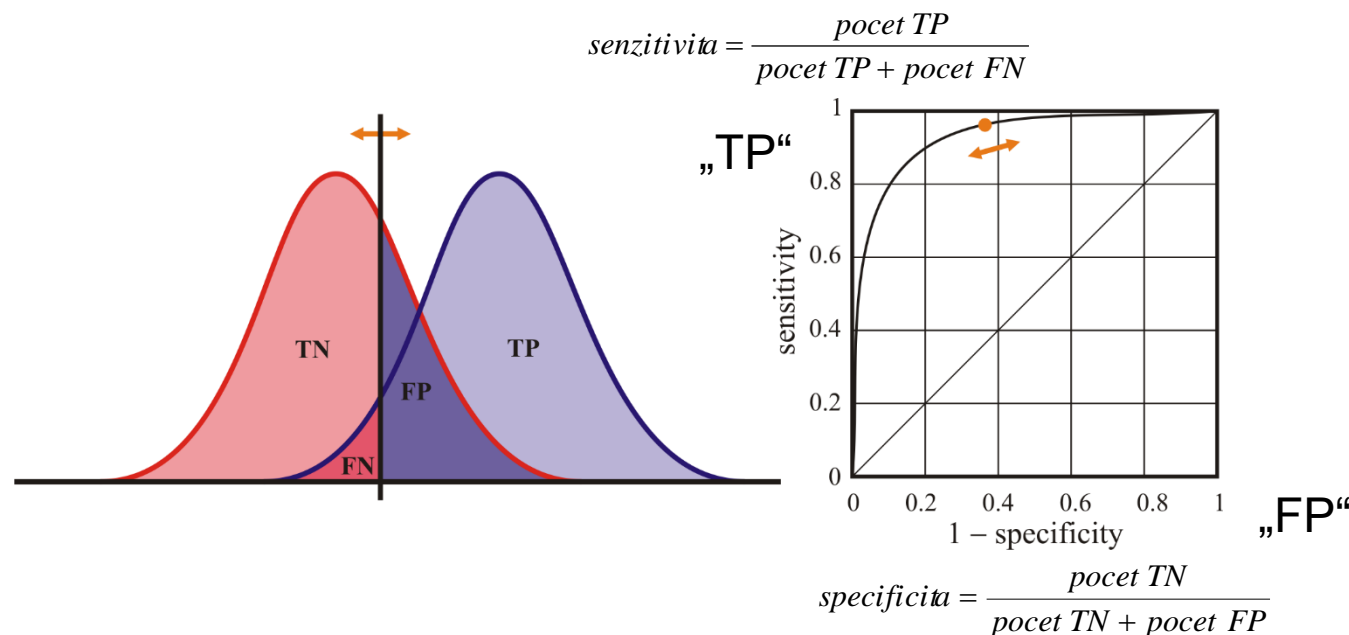 senzitivita = pocet TP
pocet TP + pocet FN
„TP“
TN
FP
TP
FN
1
0.8
0.6
0.4
0.2
0
sensitivity
0 0.2 0.4 0.6 0.8 1
1 – specificity
„FP“
specificita = pocet TN
pocet TN + pocet FP